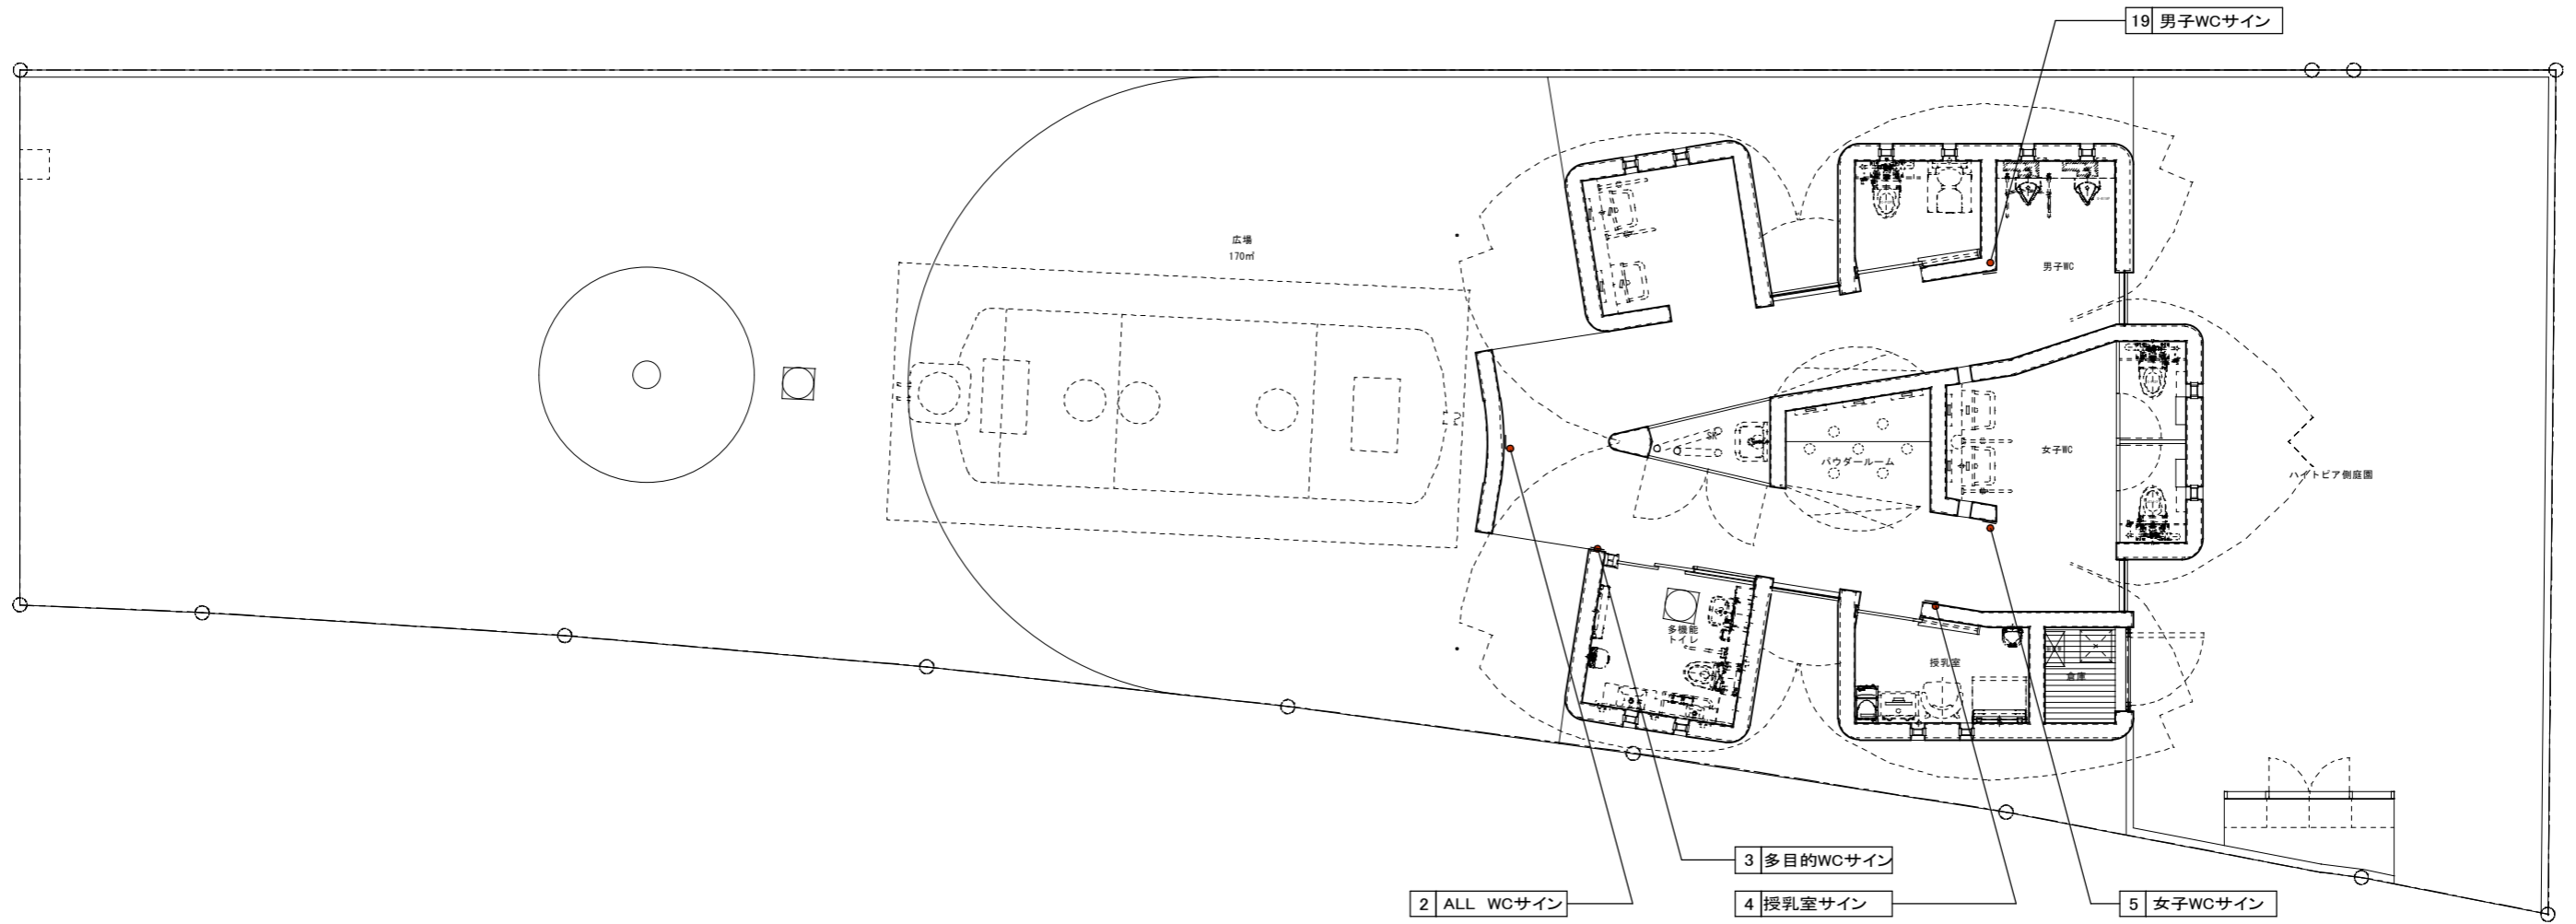 19 男子WCサイン
広場
170㎡
男子WC
SK
パウダールーム
女子WC
ハイトピア側庭園
多機能
トイレ
授乳室
倉庫
3 多目的WCサイン
2 ALL WCサイン
4 授乳室サイン
5 女子WCサイン